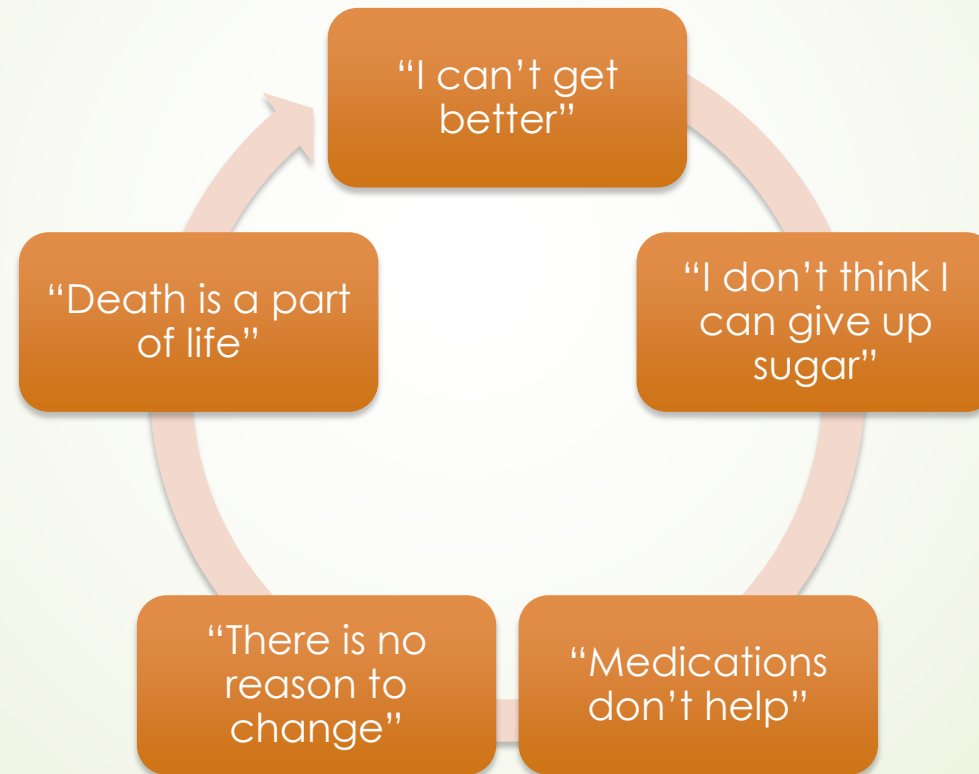 “I can’t get
better”
“I don’t think I
can give up
sugar”
“Medications
don’t help”
“There is no
reason to
change”
“Death is a part
of life”